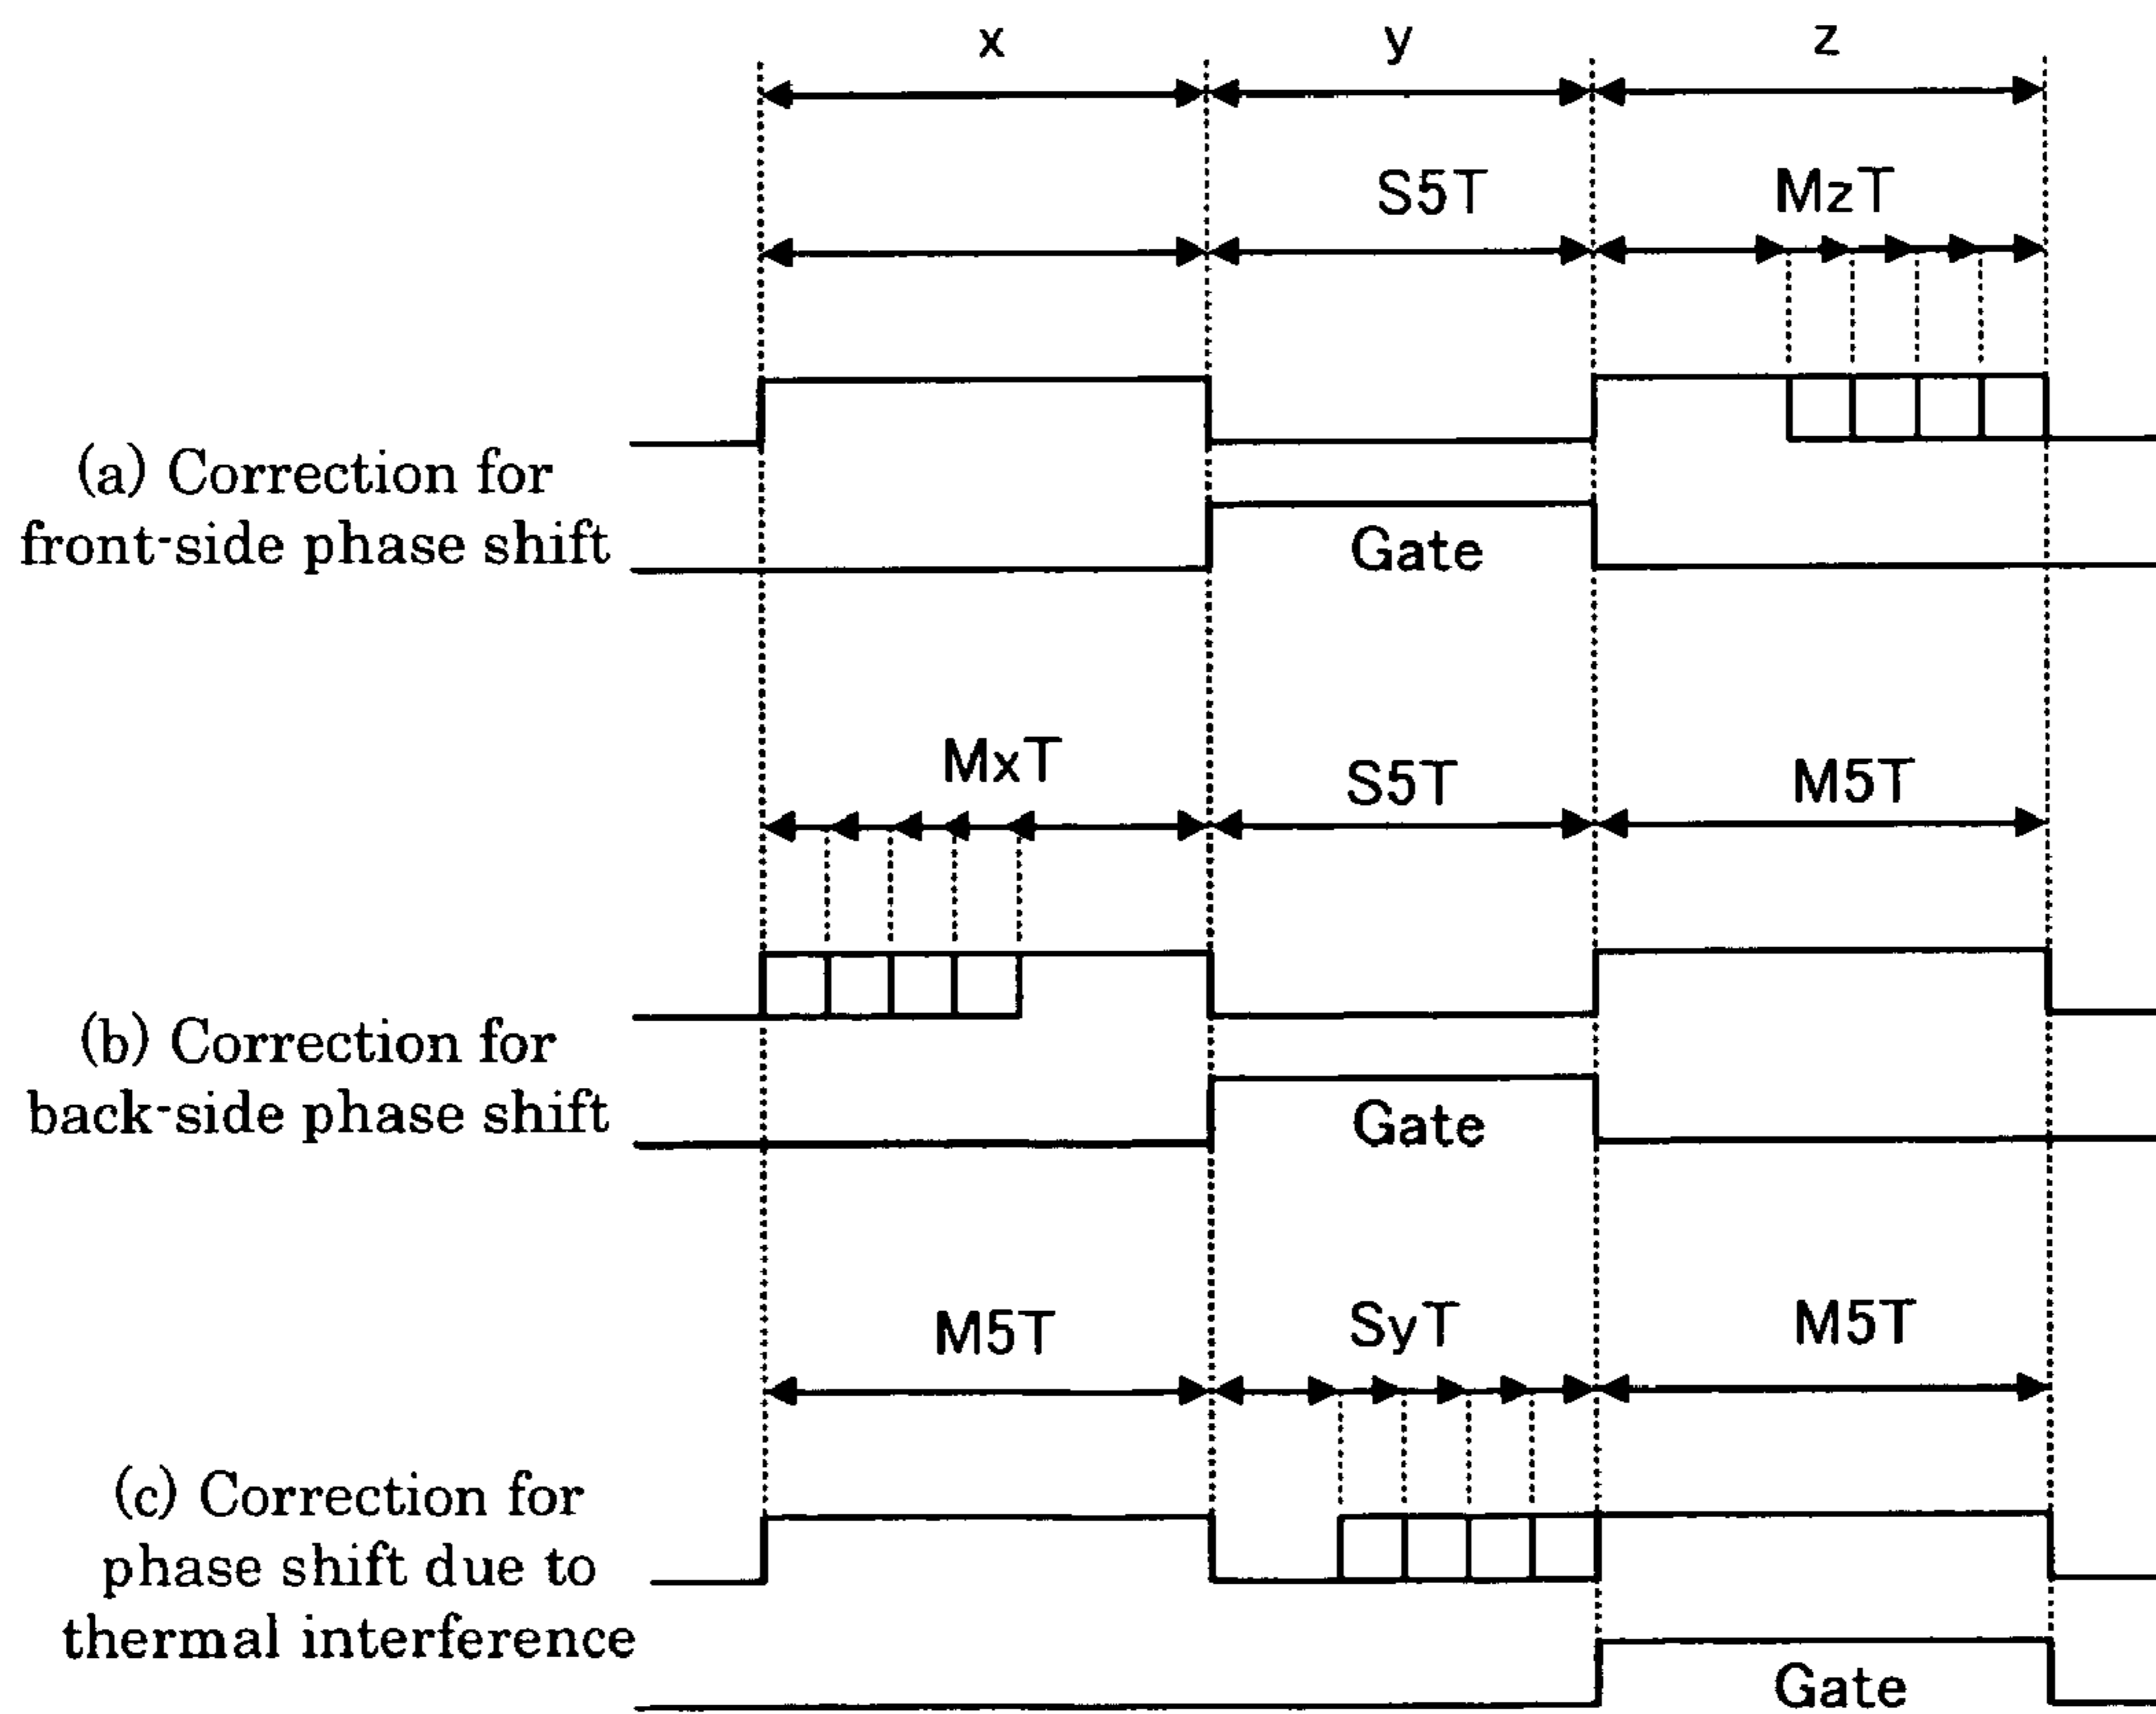 x y z
S5T MzT
(a) Correction for
front-side phase shift
Gate
MxT S5T M5T
(b) Correction for
back-side phase shift
Gate
M5T SyT M5T
(c) Correction for
phase shift due to
thermal interference
Gate